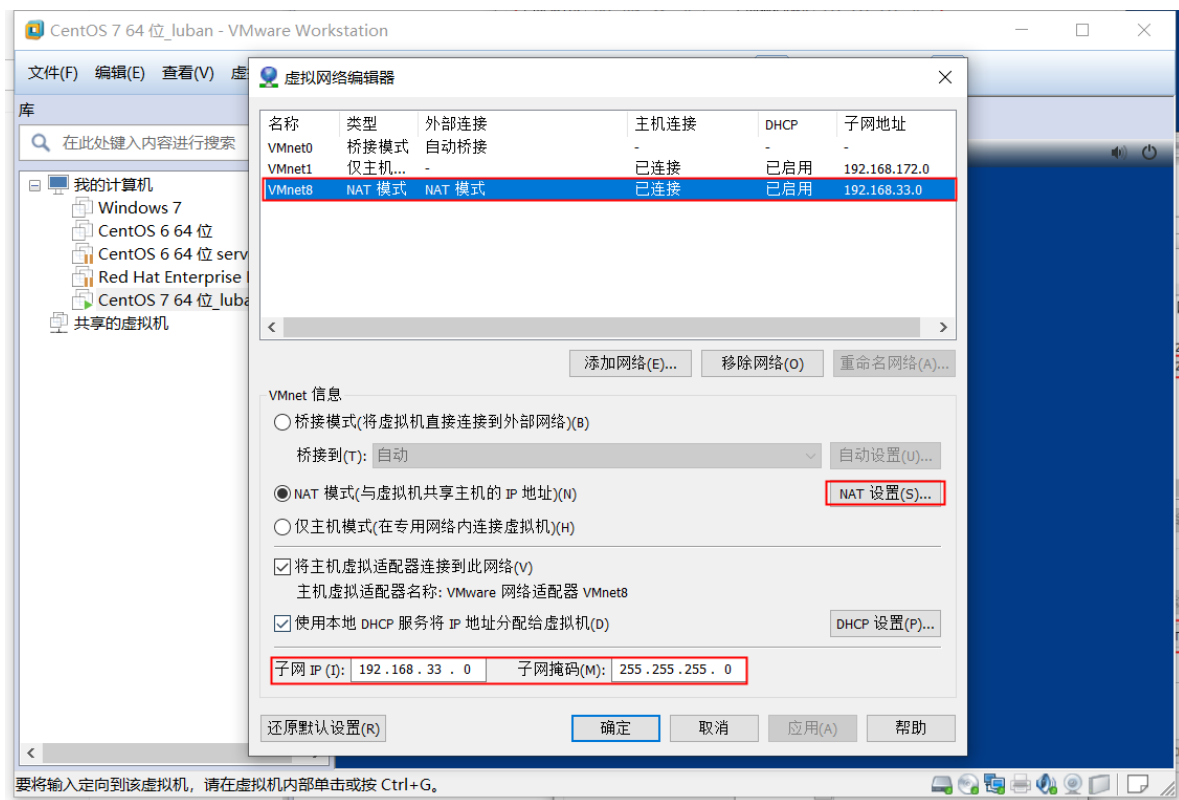 CentOS 7 64 位_luban - VMware Workstation
文件(F) 编辑(E) 查看(V)
库
在此处键入内容进行搜索
我的计算机
Windows 7
CentOS 6 64 位
CentOS 6 64 位 serv
Red Hat Enterprise
CentOS 7 64 位_luba
共享的虚拟机
虚拟网络编辑器
名称 类型 外部连接 主机连接 DHCP 子网地址
VMnet0 桥接模式 自动桥接 - - -
VMnet1 仅主机... - 已连接 已启用 192.168.172.0
VMnet8 NAT 模式 NAT 模式 已连接 已启用 192.168.33.0
添加网络(E)... 移除网络(O) 重命名网络(A)...
VMnet 信息
桥接模式(将虚拟机直接连接到外部网络)(B)
桥接到(T): 自动 自动设置(U)...
NAT 模式(与虚拟机共享主机的 IP 地址)(N) NAT 设置(S)...
仅主机模式(在专用网络内连接虚拟机)(H)
将主机虚拟适配器连接到此网络(V)
主机虚拟适配器名称: VMware 网络适配器 VMnet8
使用本地 DHCP 服务将 IP 地址分配给虚拟机(D) DHCP 设置(P)...
子网 IP (I): 192 . 168 . 33 . 0 子网掩码(M): 255 . 255 . 255 . 0
还原默认设置(R) 确定 取消 应用(A) 帮助
要将输入定向到该虚拟机，请在虚拟机内部单击或按 Ctrl+G。